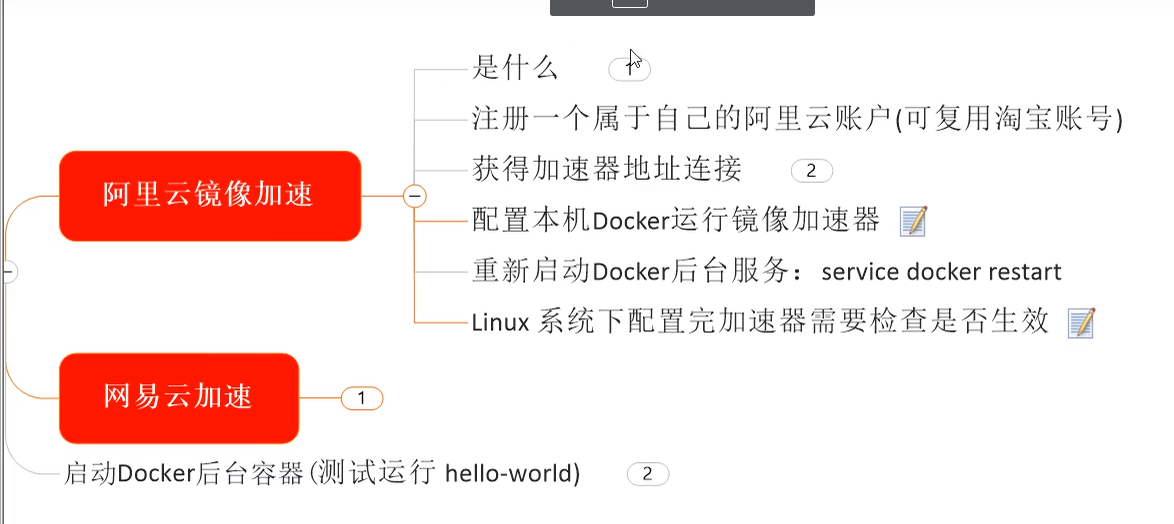 是什么
注册一个属于自己的阿里云账户(可复用淘宝账号)
获得加速器地址连接 2
阿里云镜像加速
配置本机Docker运行镜像加速器
重新启动Docker后台服务：service docker restart
Linux 系统下配置完加速器需要检查是否生效
网易云加速 1
启动Docker后台容器(测试运行 hello-world) 2